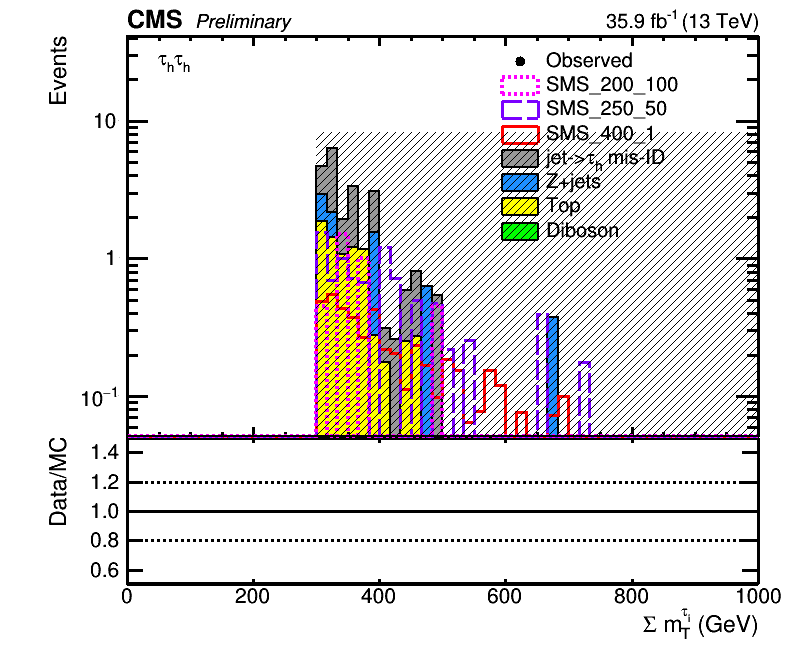 CMS Preliminary 35.9 fb⁻¹ (13 TeV)
Events
τₕτₕ
Observed
SMS_200_100
SMS_250_50
SMS_400_1
jet->τₕ mis-ID
Z+jets
Top
Diboson
10
1
10⁻¹
Data/MC
1.4
1.2
1.0
0.8
0.6
0 200 400 600 800 1000
Σ m_T^{τ_i} (GeV)